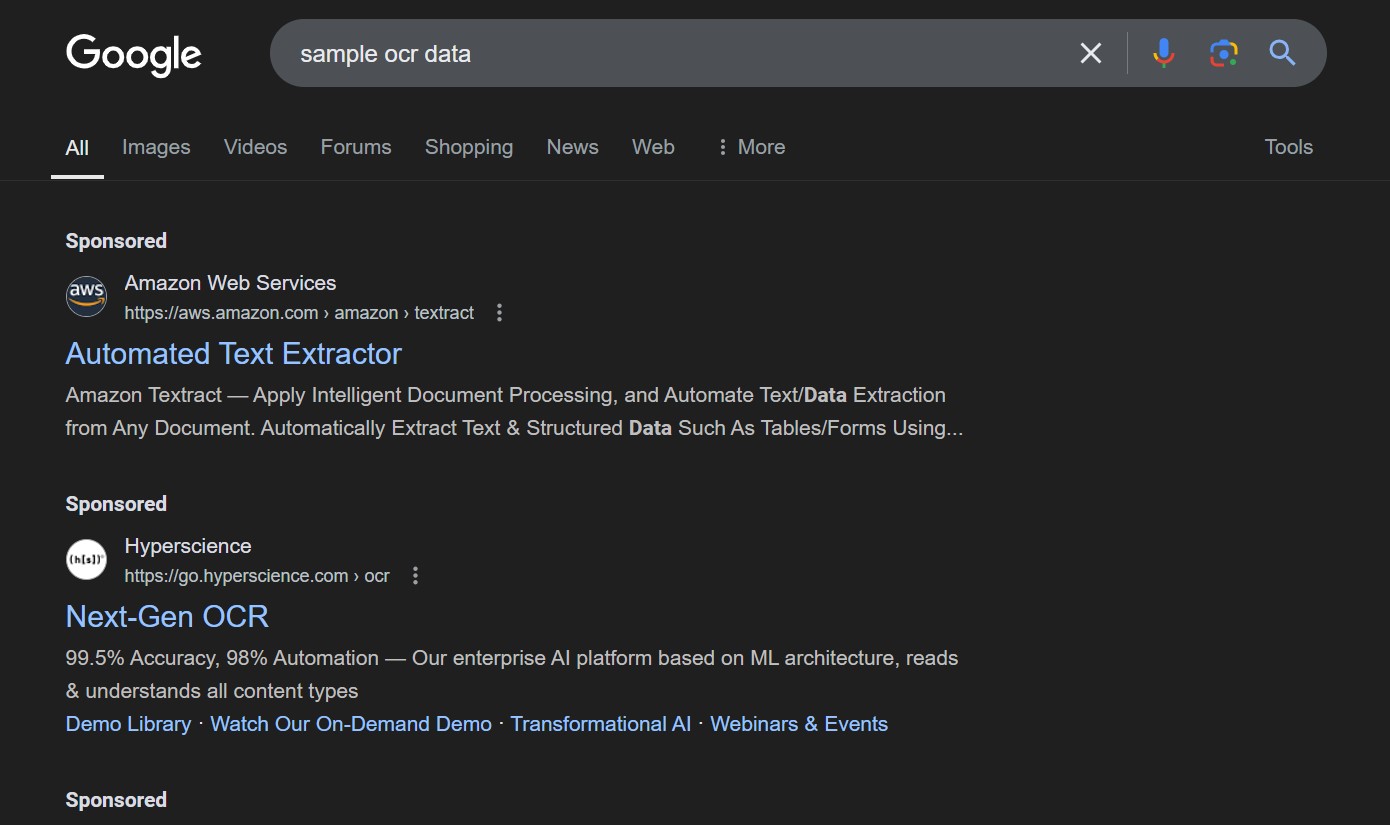 Google
sample ocr data
All Images Videos Forums Shopping News Web More Tools
Sponsored
aws
Amazon Web Services
https://aws.amazon.com › amazon › textract
Automated Text Extractor
Amazon Textract — Apply Intelligent Document Processing, and Automate Text/Data Extraction
from Any Document. Automatically Extract Text & Structured Data Such As Tables/Forms Using...
Sponsored
(h[s])
Hyperscience
https://go.hyperscience.com › ocr
Next-Gen OCR
99.5% Accuracy, 98% Automation — Our enterprise AI platform based on ML architecture, reads
& understands all content types
Demo Library · Watch Our On-Demand Demo · Transformational AI · Webinars & Events
Sponsored